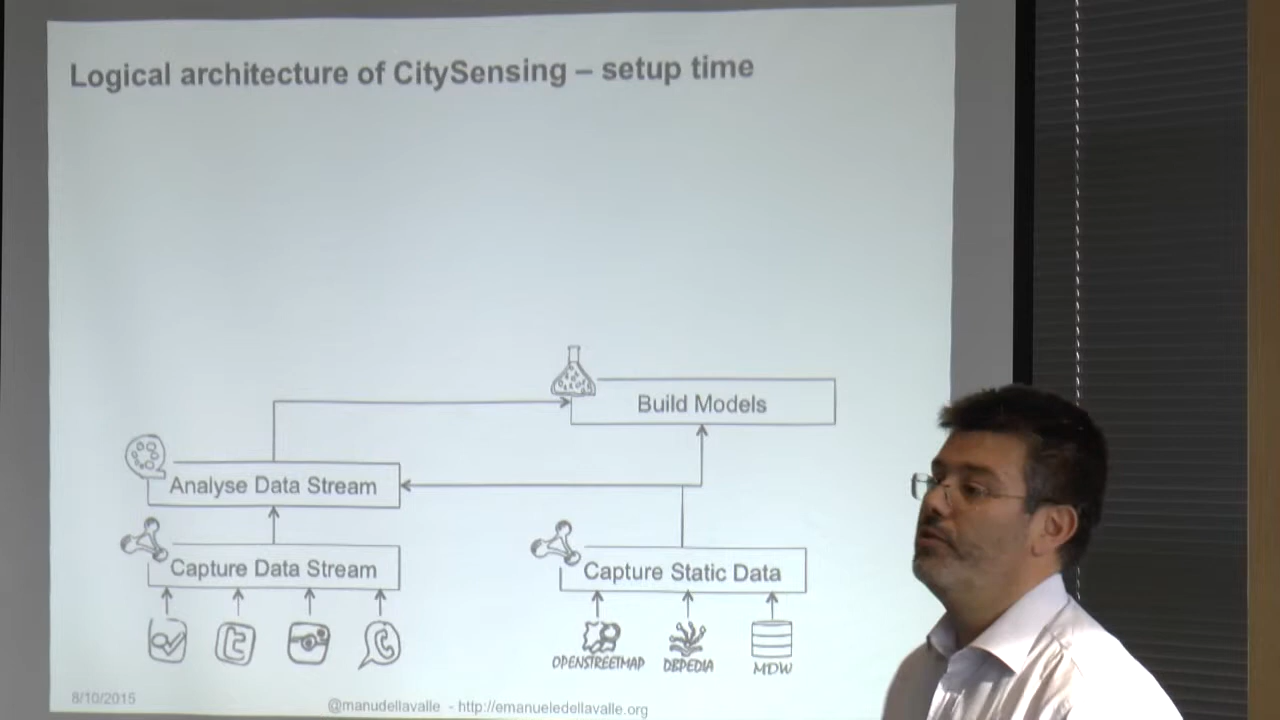 Logical architecture of CitySensing – setup time
Build Models
Analyse Data Stream
Capture Data Stream
Capture Static Data
OPENSTREETMAP
DBPEDIA
MDW
8/10/2015
@manudellavalle - http://emanueledellavalle.org